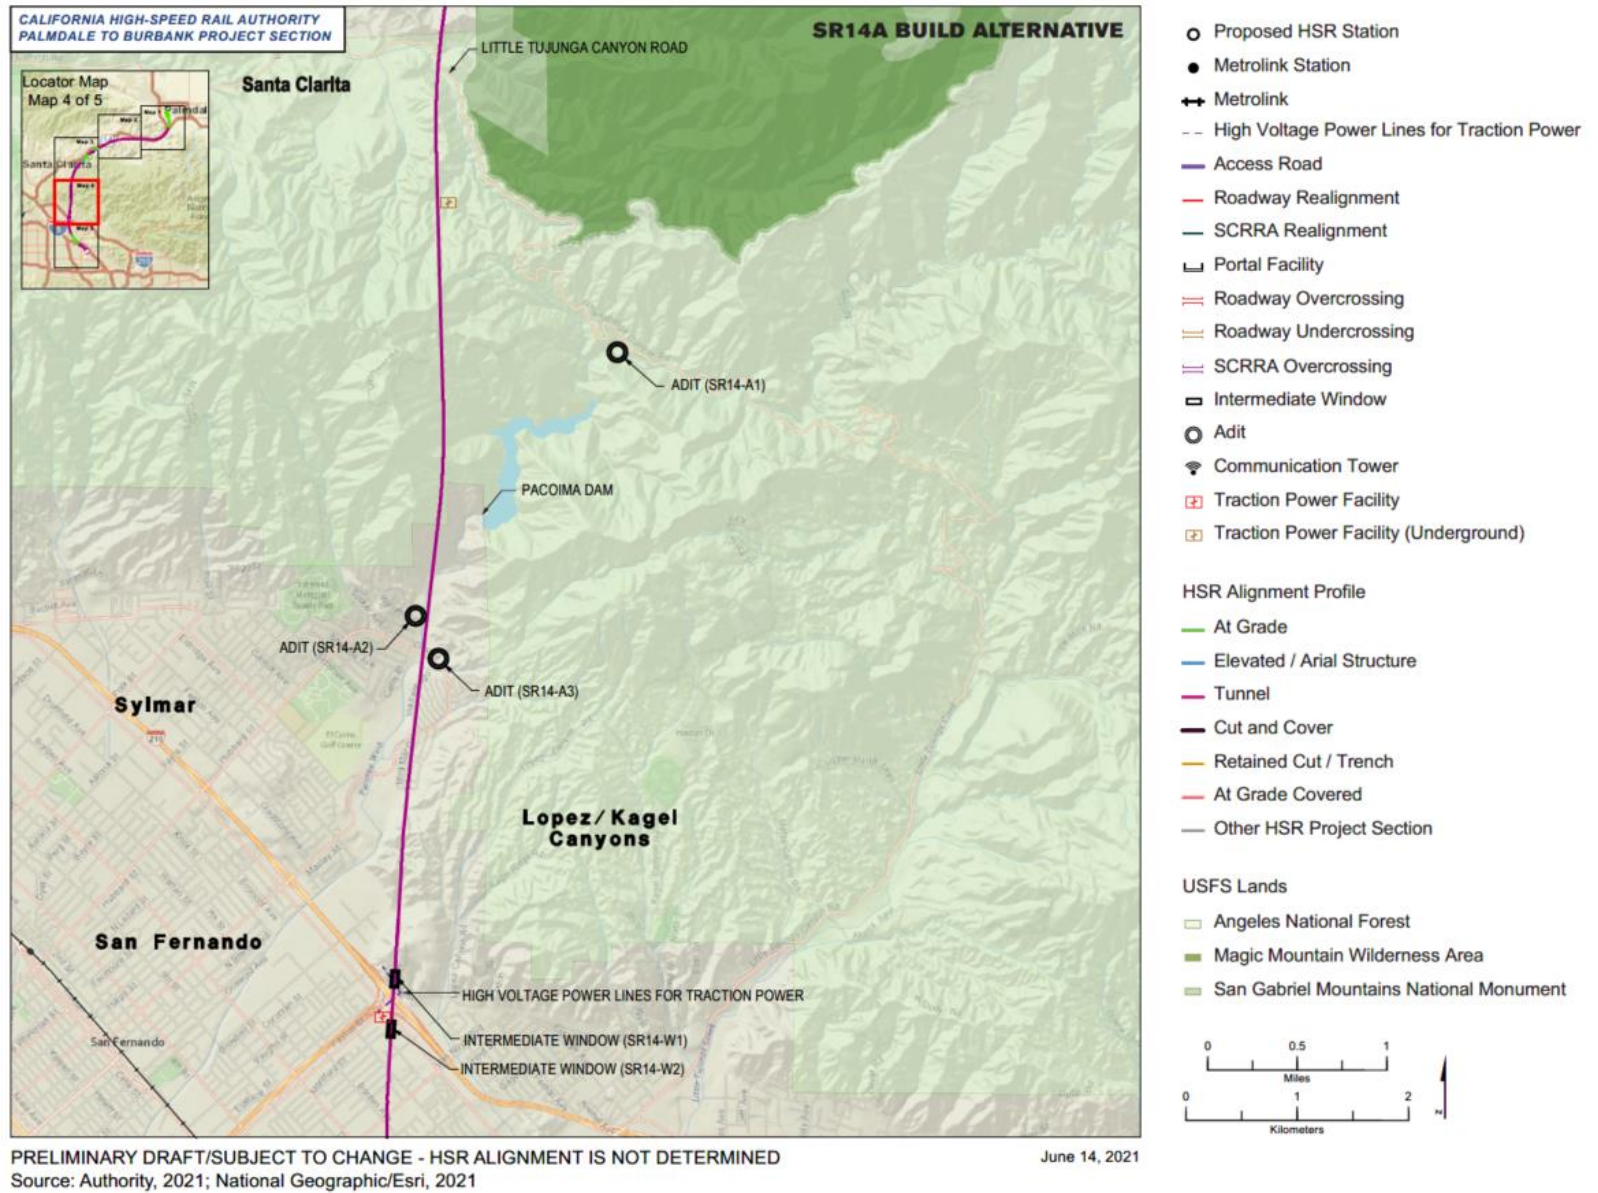 CALIFORNIA HIGH-SPEED RAIL AUTHORITY
PALMDALE TO BURBANK PROJECT SECTION
SR14A BUILD ALTERNATIVE
LITTLE TUJUNGA CANYON ROAD
Santa Clarita
Locator Map
Map 4 of 5
ADIT (SR14-A1)
PACOIMA DAM
ADIT (SR14-A2)
ADIT (SR14-A3)
Sylmar
210
Lopez/Kagel
Canyons
San Fernando
HIGH VOLTAGE POWER LINES FOR TRACTION POWER
INTERMEDIATE WINDOW (SR14-W1)
San Fernando
INTERMEDIATE WINDOW (SR14-W2)
Proposed HSR Station
Metrolink Station
Metrolink
High Voltage Power Lines for Traction Power
Access Road
Roadway Realignment
SCRRA Realignment
Portal Facility
Roadway Overcrossing
Roadway Undercrossing
SCRRA Overcrossing
Intermediate Window
Adit
Communication Tower
Traction Power Facility
Traction Power Facility (Underground)
HSR Alignment Profile
At Grade
Elevated / Arial Structure
Tunnel
Cut and Cover
Retained Cut / Trench
At Grade Covered
Other HSR Project Section
USFS Lands
Angeles National Forest
Magic Mountain Wilderness Area
San Gabriel Mountains National Monument
0 0.5 1
Miles
0 1 2
Kilometers
N
PRELIMINARY DRAFT/SUBJECT TO CHANGE - HSR ALIGNMENT IS NOT DETERMINED
June 14, 2021
Source: Authority, 2021; National Geographic/Esri, 2021